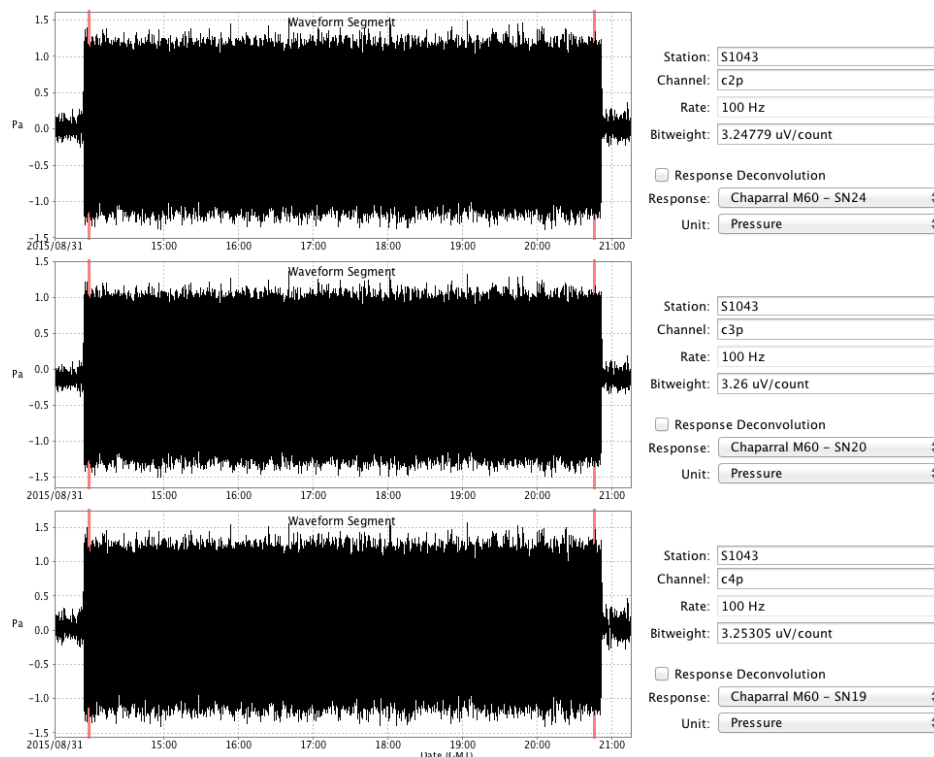 Waveform Segment
1.5
1.0
0.5
Pa 0.0
-0.5
-1.0
-1.5
2015/08/31 15:00 16:00 17:00 18:00 19:00 20:00 21:00
Station: S1043
Channel: c2p
Rate: 100 Hz
Bitweight: 3.24779 uV/count
Response Deconvolution
Response: Chaparral M60 - SN24
Unit: Pressure
Waveform Segment
1.5
1.0
0.5
Pa 0.0
-0.5
-1.0
-1.5
2015/08/31 15:00 16:00 17:00 18:00 19:00 20:00 21:00
Station: S1043
Channel: c3p
Rate: 100 Hz
Bitweight: 3.26 uV/count
Response Deconvolution
Response: Chaparral M60 - SN20
Unit: Pressure
Waveform Segment
1.5
1.0
0.5
Pa 0.0
-0.5
-1.0
-1.5
2015/08/31 15:00 16:00 17:00 18:00 19:00 20:00 21:00
Date
Station: S1043
Channel: c4p
Rate: 100 Hz
Bitweight: 3.25305 uV/count
Response Deconvolution
Response: Chaparral M60 - SN19
Unit: Pressure